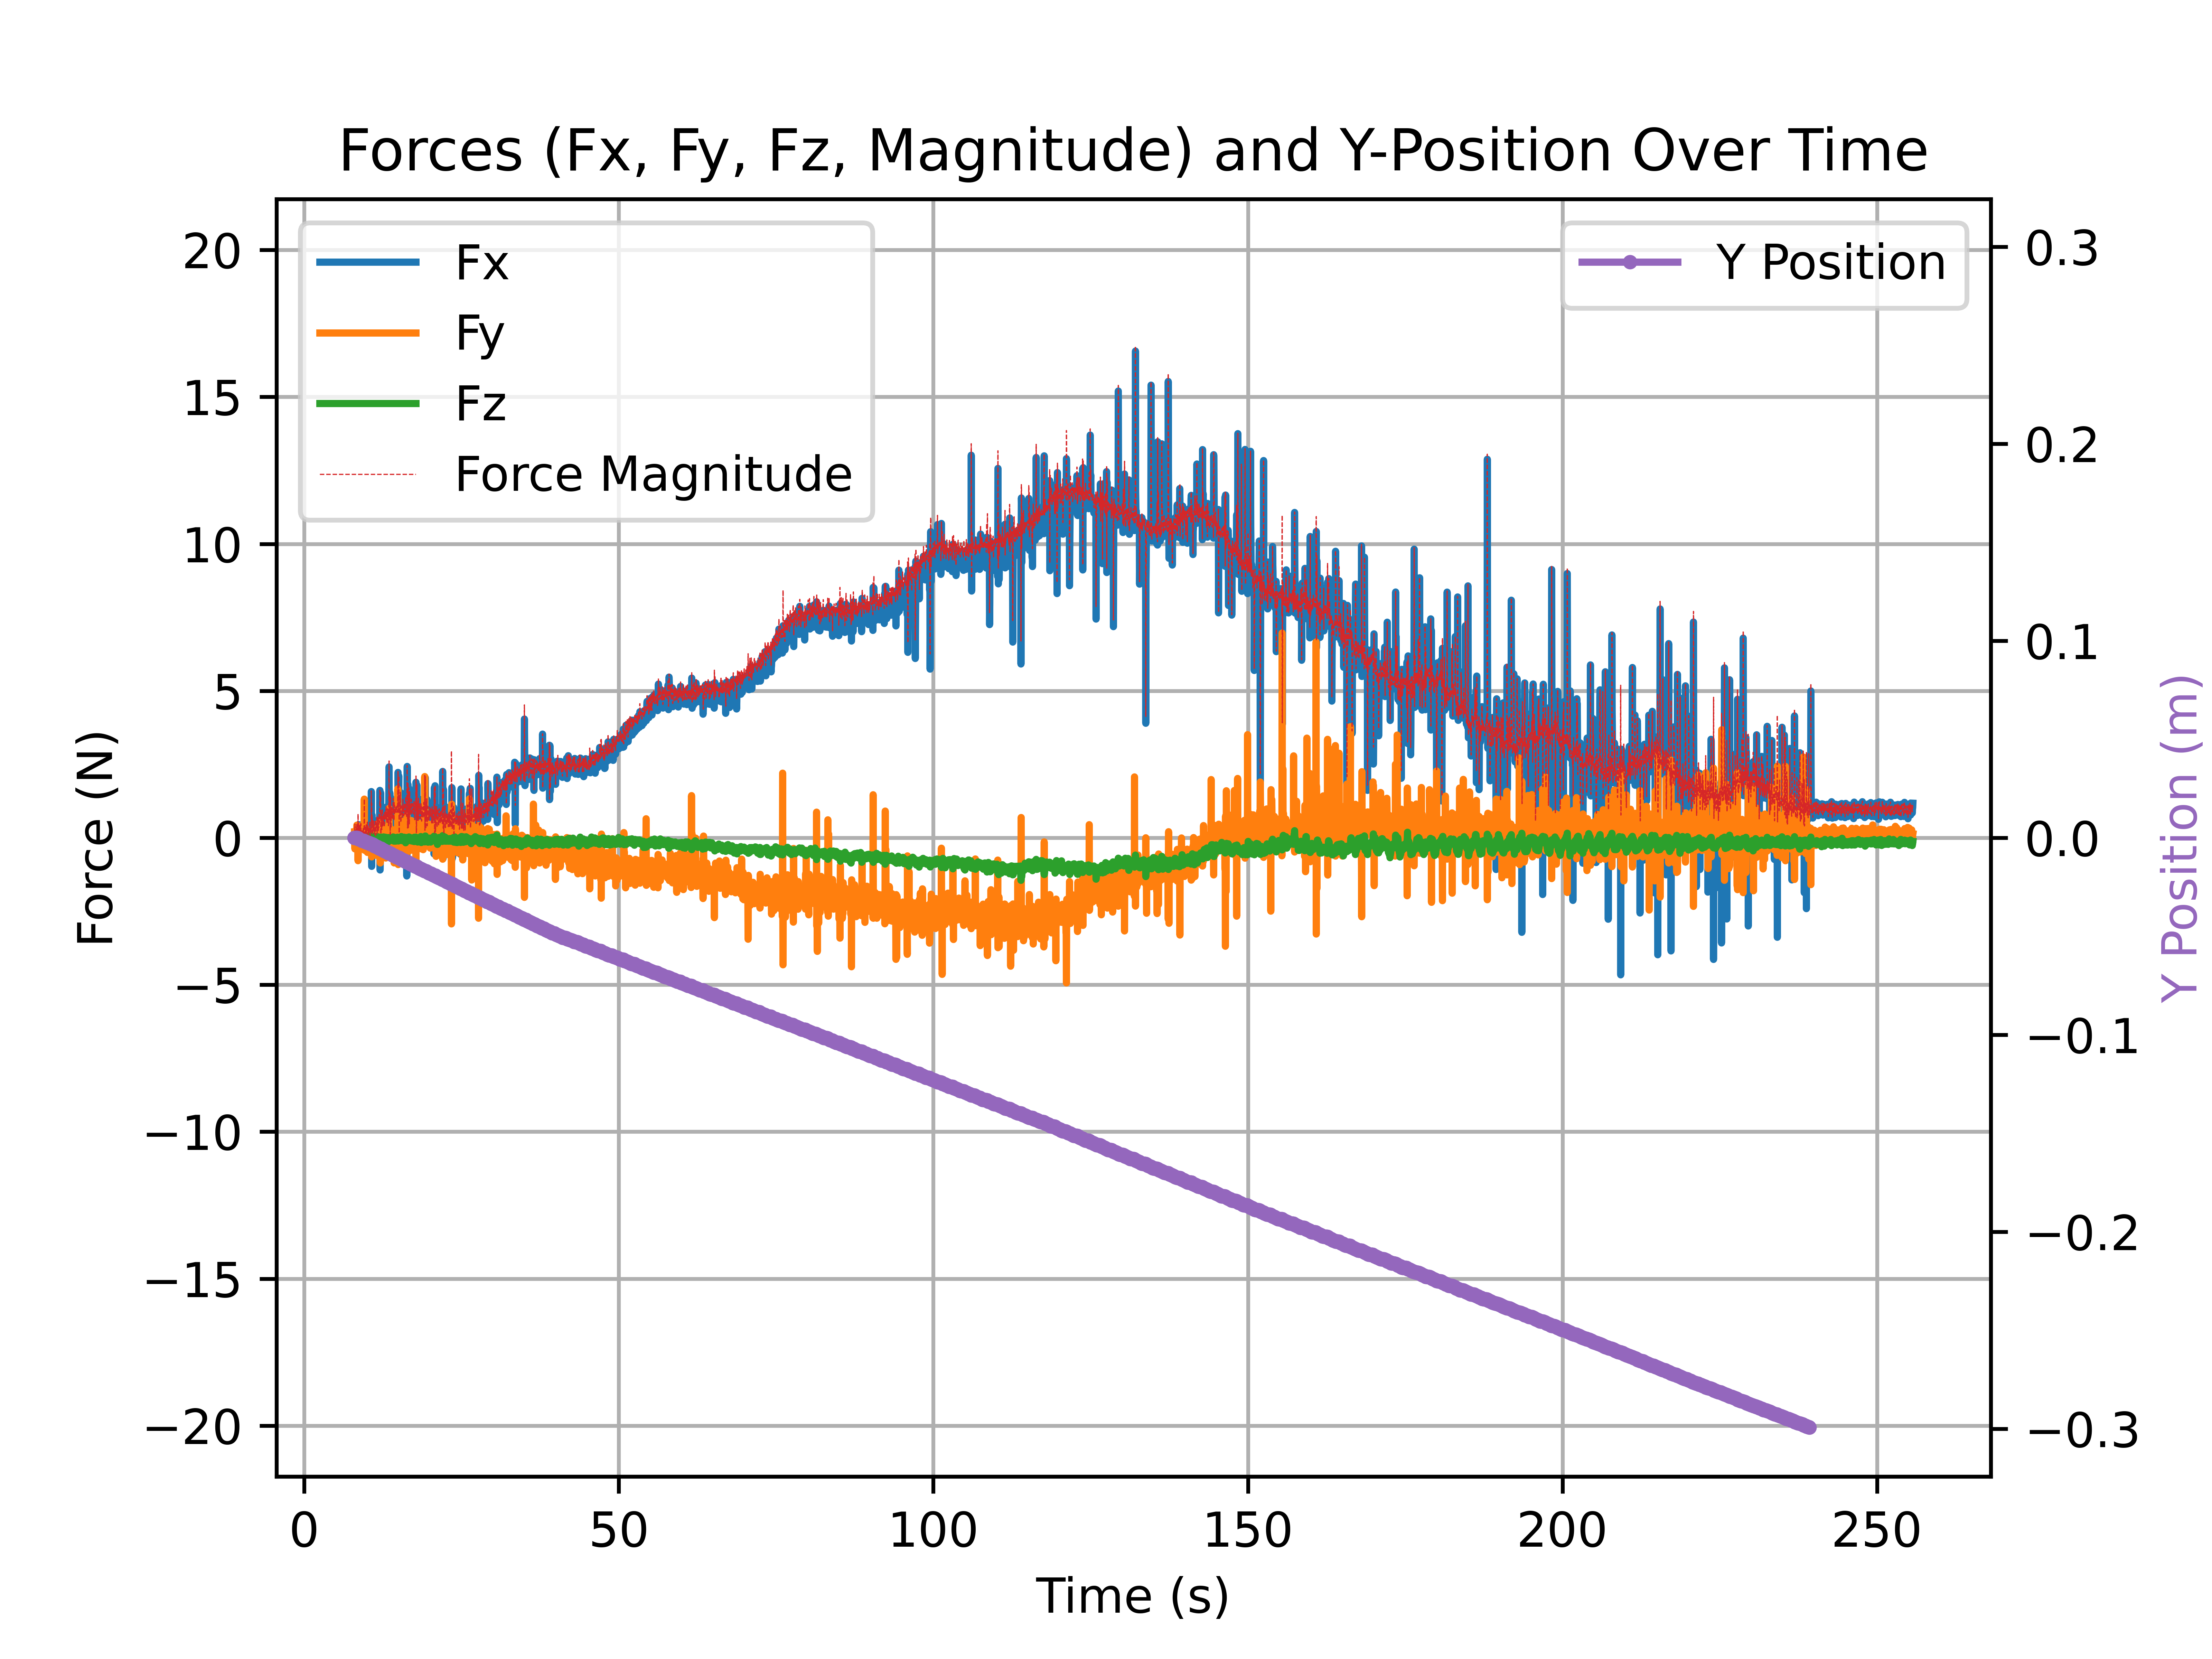 Forces (Fx, Fy, Fz, Magnitude) and Y-Position Over Time
Fx
Fy
Fz
Force Magnitude
Y Position
20
15
10
5
0
−5
−10
−15
−20
Force (N)
0.3
0.2
0.1
0.0
−0.1
−0.2
−0.3
Y Position (m)
0
50
100
150
200
250
Time (s)